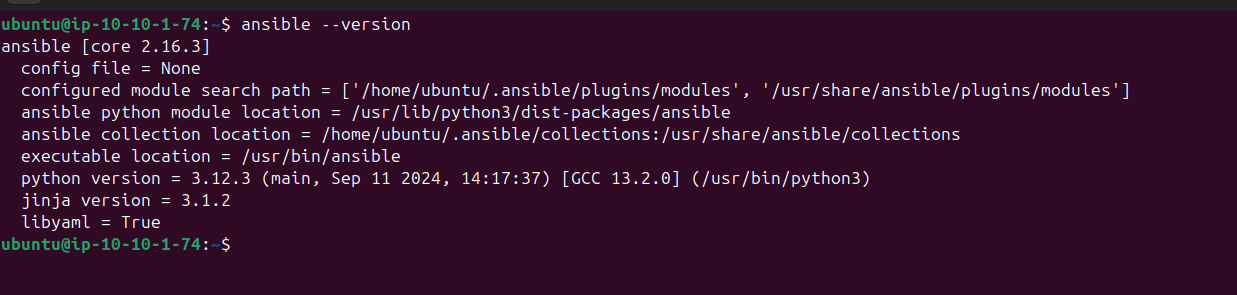 ubuntu@ip-10-10-1-74:~$ ansible --version
ansible [core 2.16.3]
  config file = None
  configured module search path = ['/home/ubuntu/.ansible/plugins/modules', '/usr/share/ansible/plugins/modules']
  ansible python module location = /usr/lib/python3/dist-packages/ansible
  ansible collection location = /home/ubuntu/.ansible/collections:/usr/share/ansible/collections
  executable location = /usr/bin/ansible
  python version = 3.12.3 (main, Sep 11 2024, 14:17:37) [GCC 13.2.0] (/usr/bin/python3)
  jinja version = 3.1.2
  libyaml = True
ubuntu@ip-10-10-1-74:~$